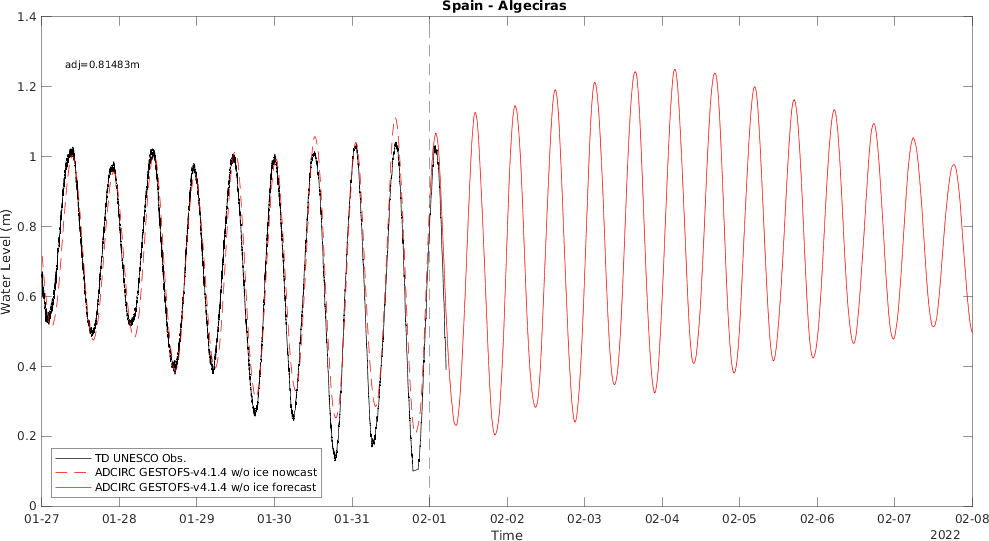 Spain - Algeciras
1.4
1.2
1
0.8
0.6
0.4
0.2
0
Water Level (m)
adj=0.81483m
TD UNESCO Obs.
ADCIRC GESTOFS-v4.1.4 w/o ice nowcast
ADCIRC GESTOFS-v4.1.4 w/o ice forecast
01-27 01-28 01-29 01-30 01-31 02-01 02-02 02-03 02-04 02-05 02-06 02-07 02-08
Time
2022